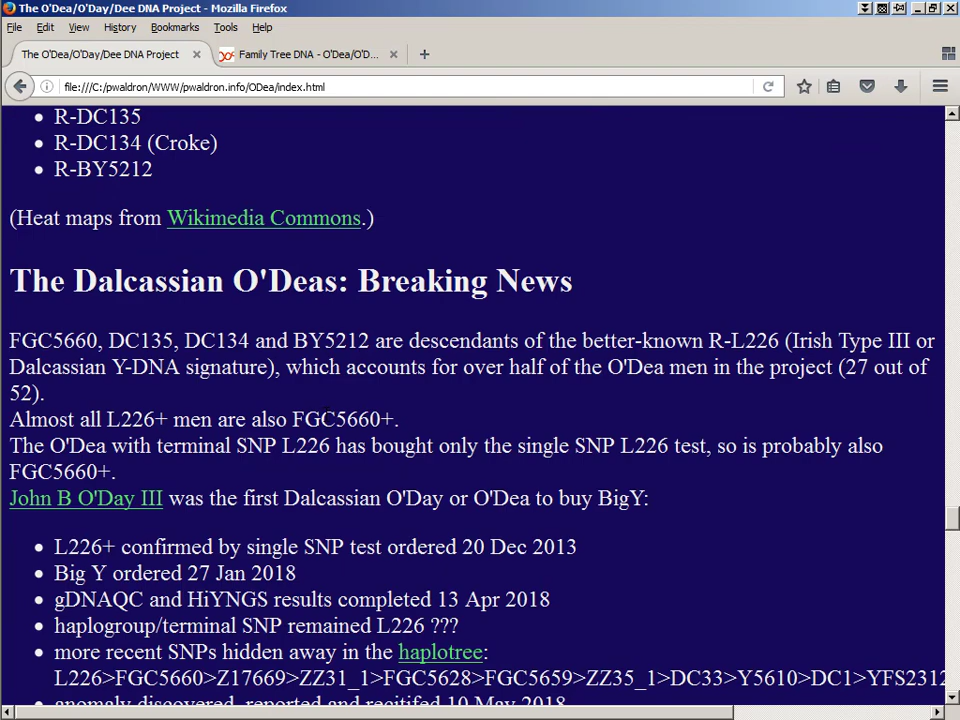 The O'Dea/O'Day/Dee DNA Project - Mozilla Firefox
File Edit View History Bookmarks Tools Help
The O'Dea/O'Day/Dee DNA Project × Family Tree DNA - O'Dea/O'D... × +
file:///C:/pwaldron/WWW/pwaldron.info/ODea/index.html
• R-DC135
• R-DC134 (Croke)
• R-BY5212
(Heat maps from Wikimedia Commons.)
The Dalcassian O'Deas: Breaking News
FGC5660, DC135, DC134 and BY5212 are descendants of the better-known R-L226 (Irish Type III or
Dalcassian Y-DNA signature), which accounts for over half of the O'Dea men in the project (27 out of
52).
Almost all L226+ men are also FGC5660+.
The O'Dea with terminal SNP L226 has bought only the single SNP L226 test, so is probably also
FGC5660+.
John B O'Day III was the first Dalcassian O'Day or O'Dea to buy BigY:
• L226+ confirmed by single SNP test ordered 20 Dec 2013
• Big Y ordered 27 Jan 2018
• gDNAQC and HiYNGS results completed 13 Apr 2018
• haplogroup/terminal SNP remained L226 ???
• more recent SNPs hidden away in the haplotree:
L226>FGC5660>Z17669>ZZ31_1>FGC5628>FGC5659>ZZ35_1>DC33>Y5610>DC1>YFS2312
• anomaly discovered, reported and recitifed 10 May 2018